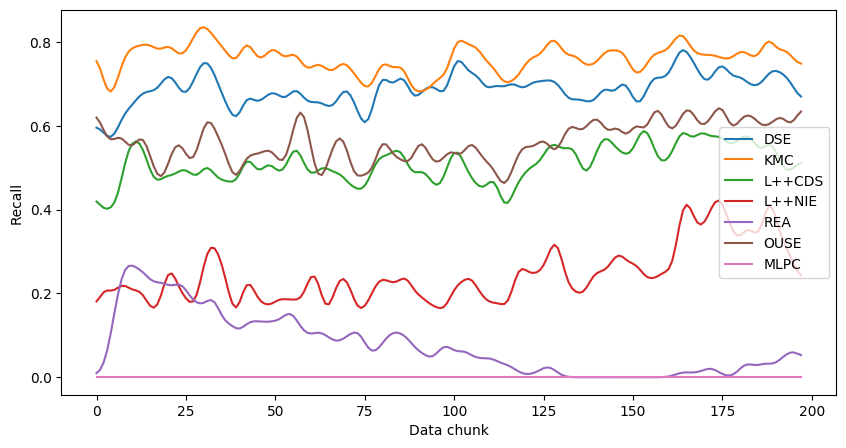 0.8
0.6
0.4
0.2
0.0
Recall
0
25
50
75
100
125
150
175
200
Data chunk
DSE
KMC
L++CDS
L++NIE
REA
OUSE
MLPC